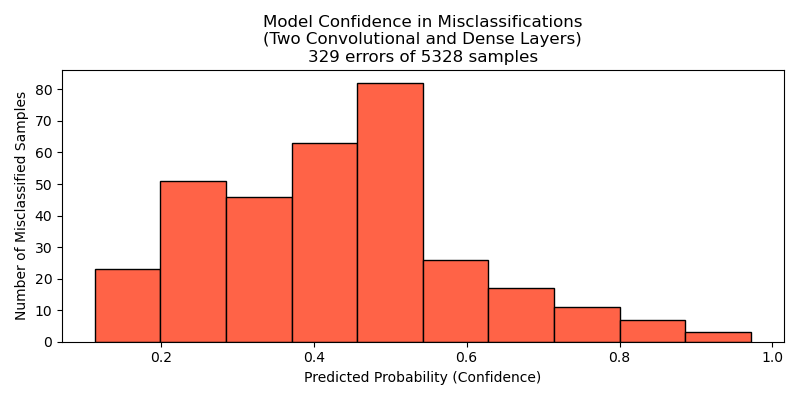 Model Confidence in Misclassifications
(Two Convolutional and Dense Layers)
329 errors of 5328 samples
Number of Misclassified Samples
80
70
60
50
40
30
20
10
0
0.2 0.4 0.6 0.8 1.0
Predicted Probability (Confidence)